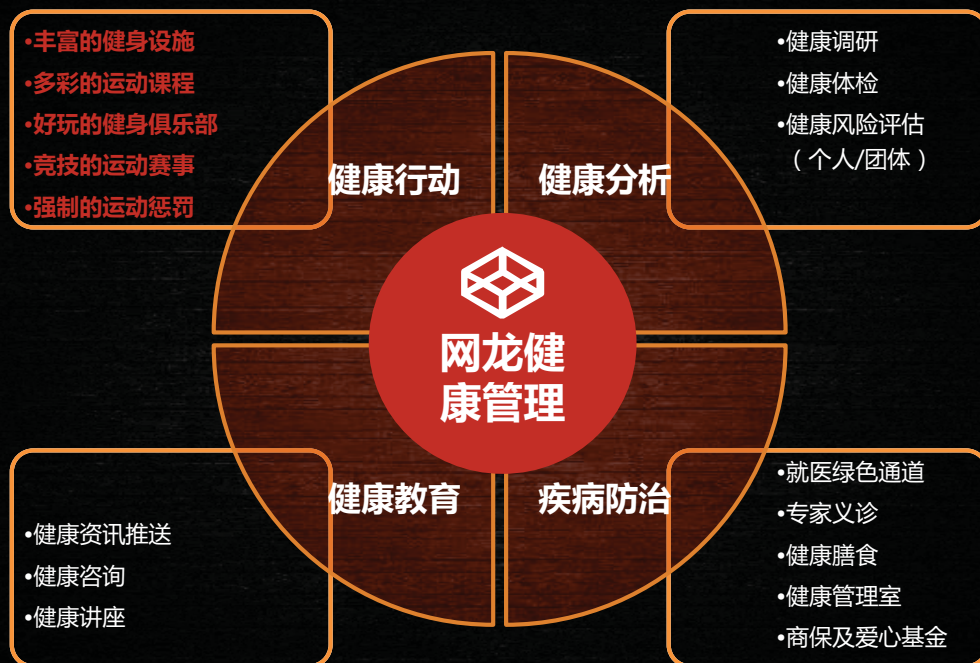 •丰富的健身设施
•多彩的运动课程
•好玩的健身俱乐部
•竞技的运动赛事
•强制的运动惩罚
健康行动
健康分析
•健康调研
•健康体检
•健康风险评估
（个人/团体）
网龙健
康管理
健康教育
•健康资讯推送
•健康咨询
•健康讲座
疾病防治
•就医绿色通道
•专家义诊
•健康膳食
•健康管理室
•商保及爱心基金